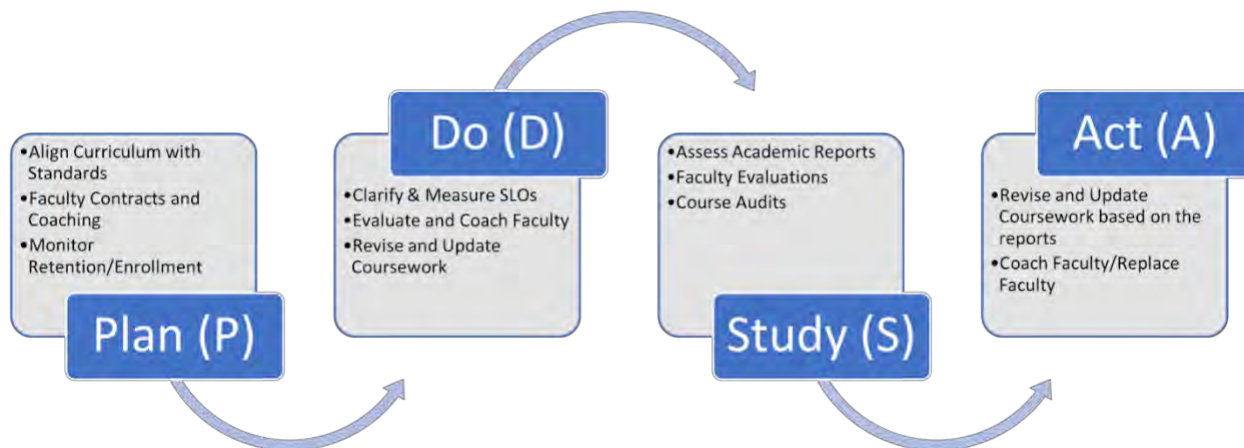 •Align Curriculum with
Standards
•Faculty Contracts and
Coaching
•Monitor
Retention/Enrollment
Plan (P)
Do (D)
•Clarify & Measure SLOs
•Evaluate and Coach Faculty
•Revise and Update
Coursework
•Assess Academic Reports
•Faculty Evaluations
•Course Audits
Study (S)
Act (A)
•Revise and Update
Coursework based on the
reports
•Coach Faculty/Replace
Faculty